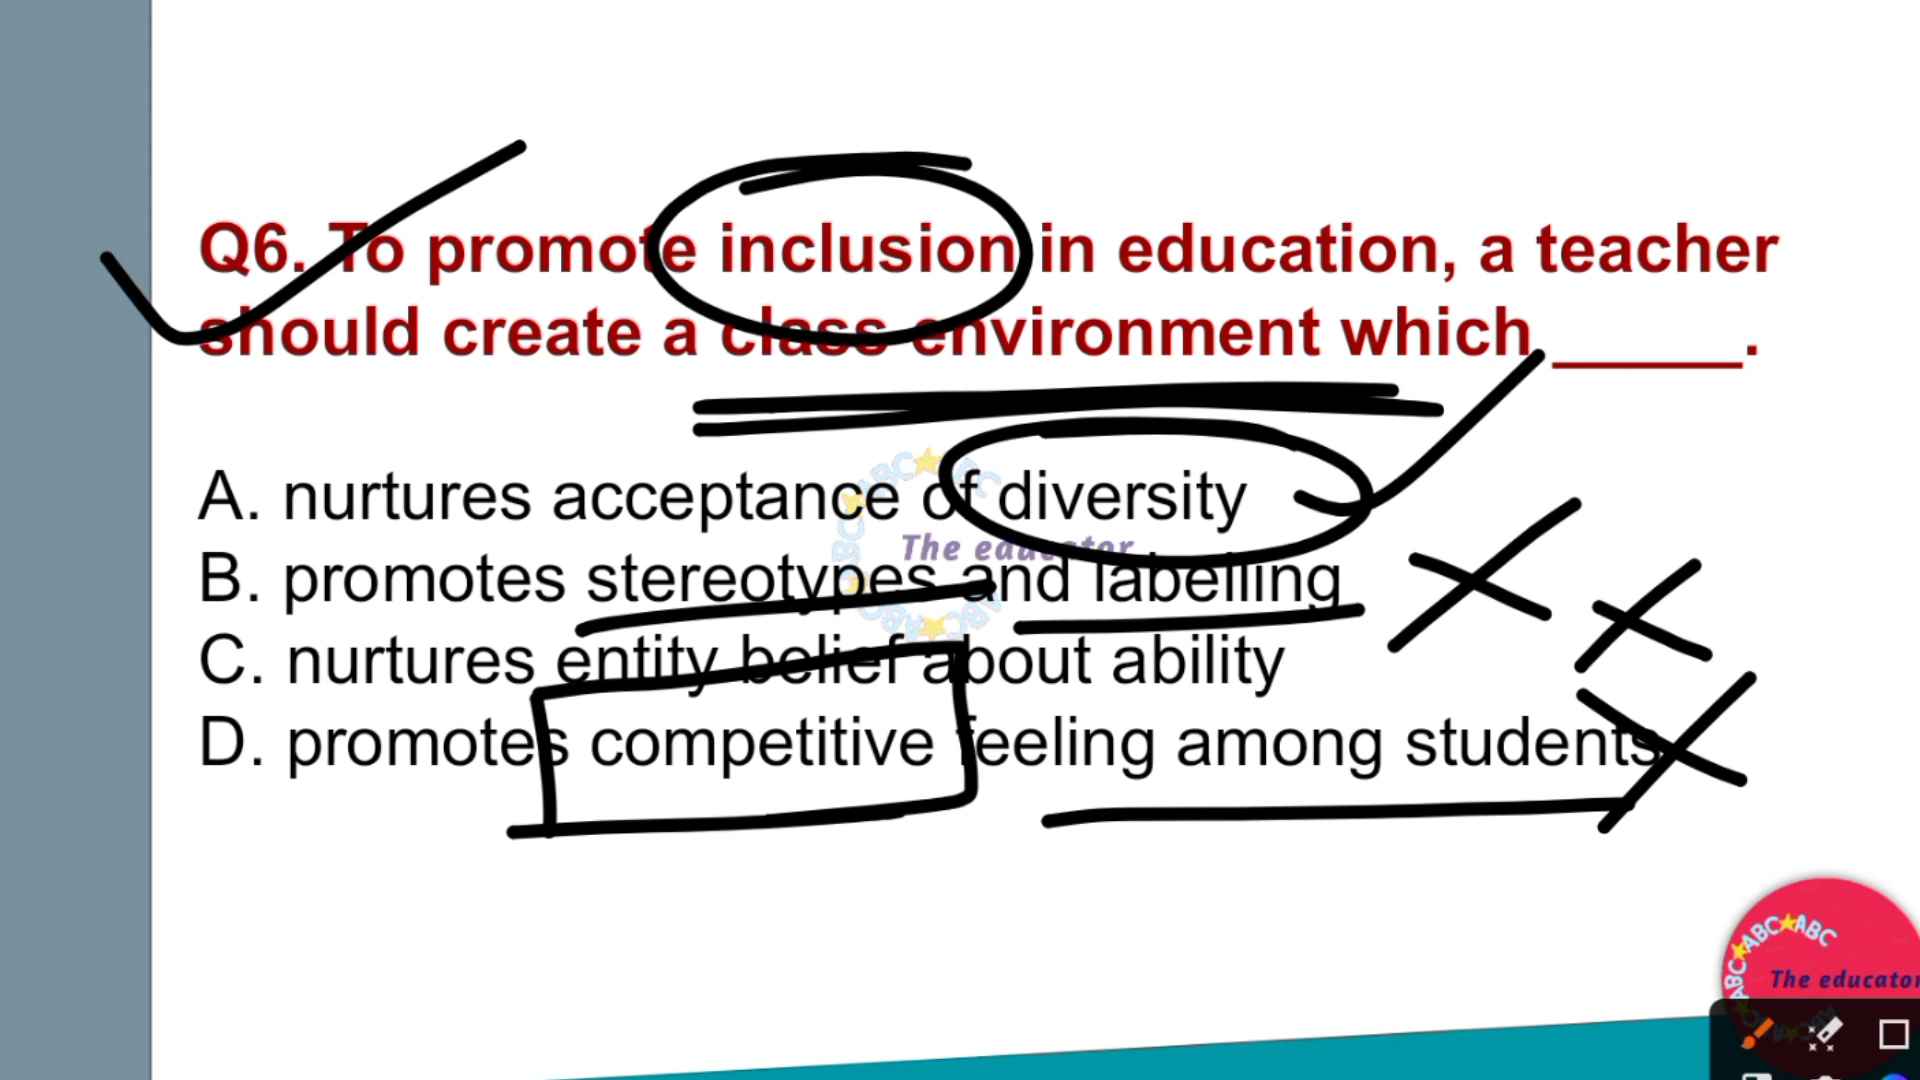 Q6. To promote inclusion in education, a teacher
should create a class environment which _____.
A. nurtures acceptance of diversity
B. promotes stereotypes and labelling
C. nurtures entity belief about ability
D. promotes competitive feeling among students
The educator
ABC ABC
ABC
The educator